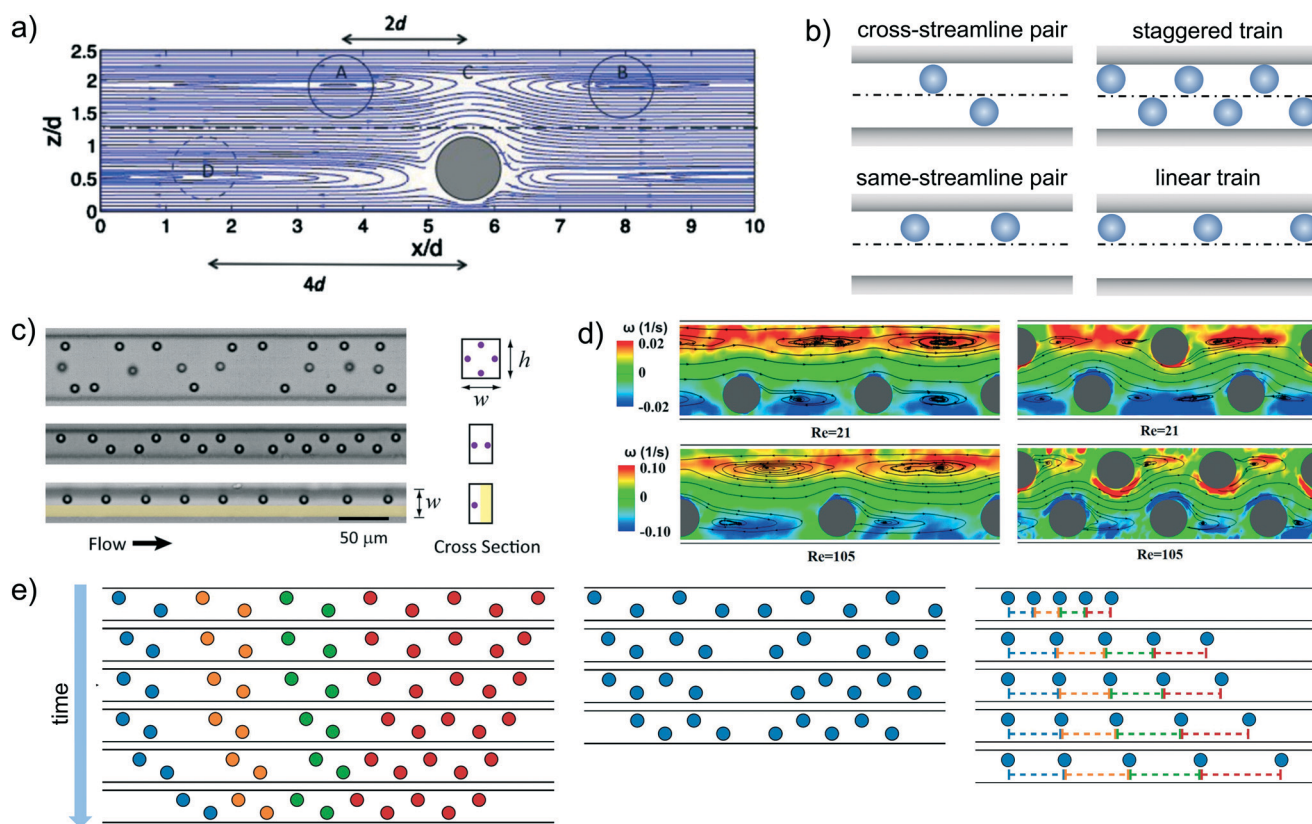 a)
2d
2.5
2
1.5
1
0.5
0
z/d
A
C
B
D
0 1 2 3 4 5 6 7 8 9 10
x/d
4d
b)
cross-streamline pair
staggered train
same-streamline pair
linear train
c)
h
w
w
50 μm
Flow
Cross Section
d)
ω (1/s)
0.02
0
-0.02
Re=21
Re=21
ω (1/s)
0.10
0
-0.10
Re=105
Re=105
e)
time